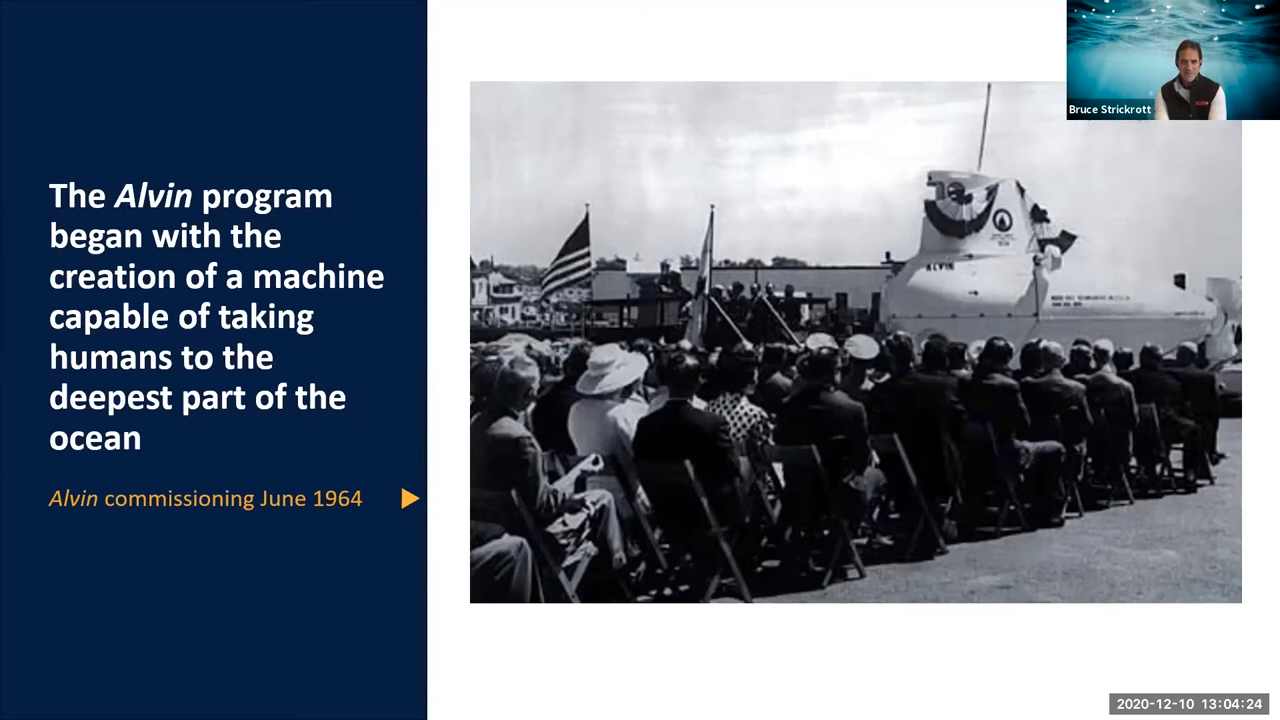 The Alvin program
began with the
creation of a machine
capable of taking
humans to the
deepest part of the
ocean
Alvin commissioning June 1964
Bruce Strickrott
ALVIN
2020-12-10 13:04:24